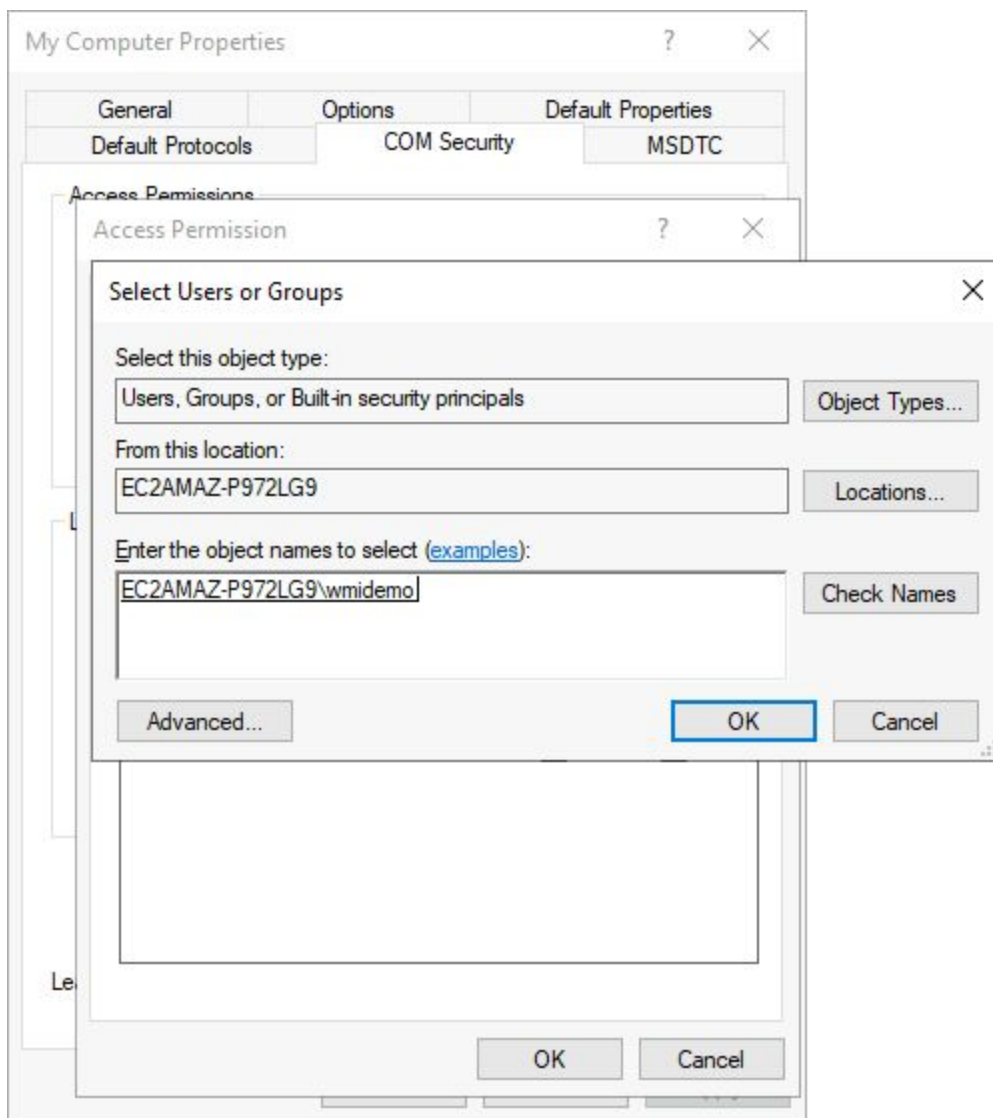 My Computer Properties
General Options Default Properties
Default Protocols COM Security MSDTC
Access Permissions
Access Permission
Select Users or Groups
Select this object type:
Users, Groups, or Built-in security principals Object Types...
From this location:
EC2AMAZ-P972LG9 Locations...
Enter the object names to select (examples):
EC2AMAZ-P972LG9\wmidemo Check Names
Advanced... OK Cancel
OK Cancel